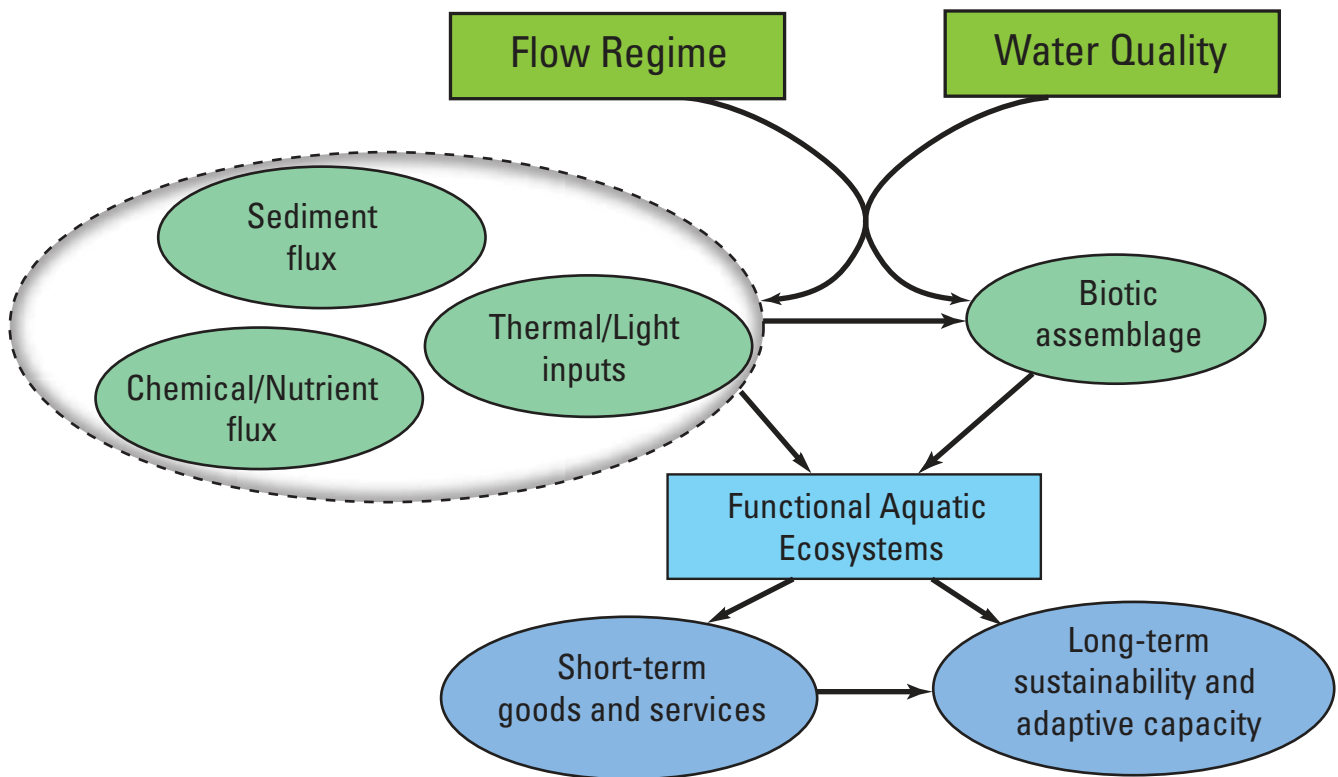 Flow Regime
Water Quality
Sediment
flux
Thermal/Light
inputs
Chemical/Nutrient
flux
Biotic
assemblage
Functional Aquatic
Ecosystems
Short-term
goods and services
Long-term
sustainability and
adaptive capacity